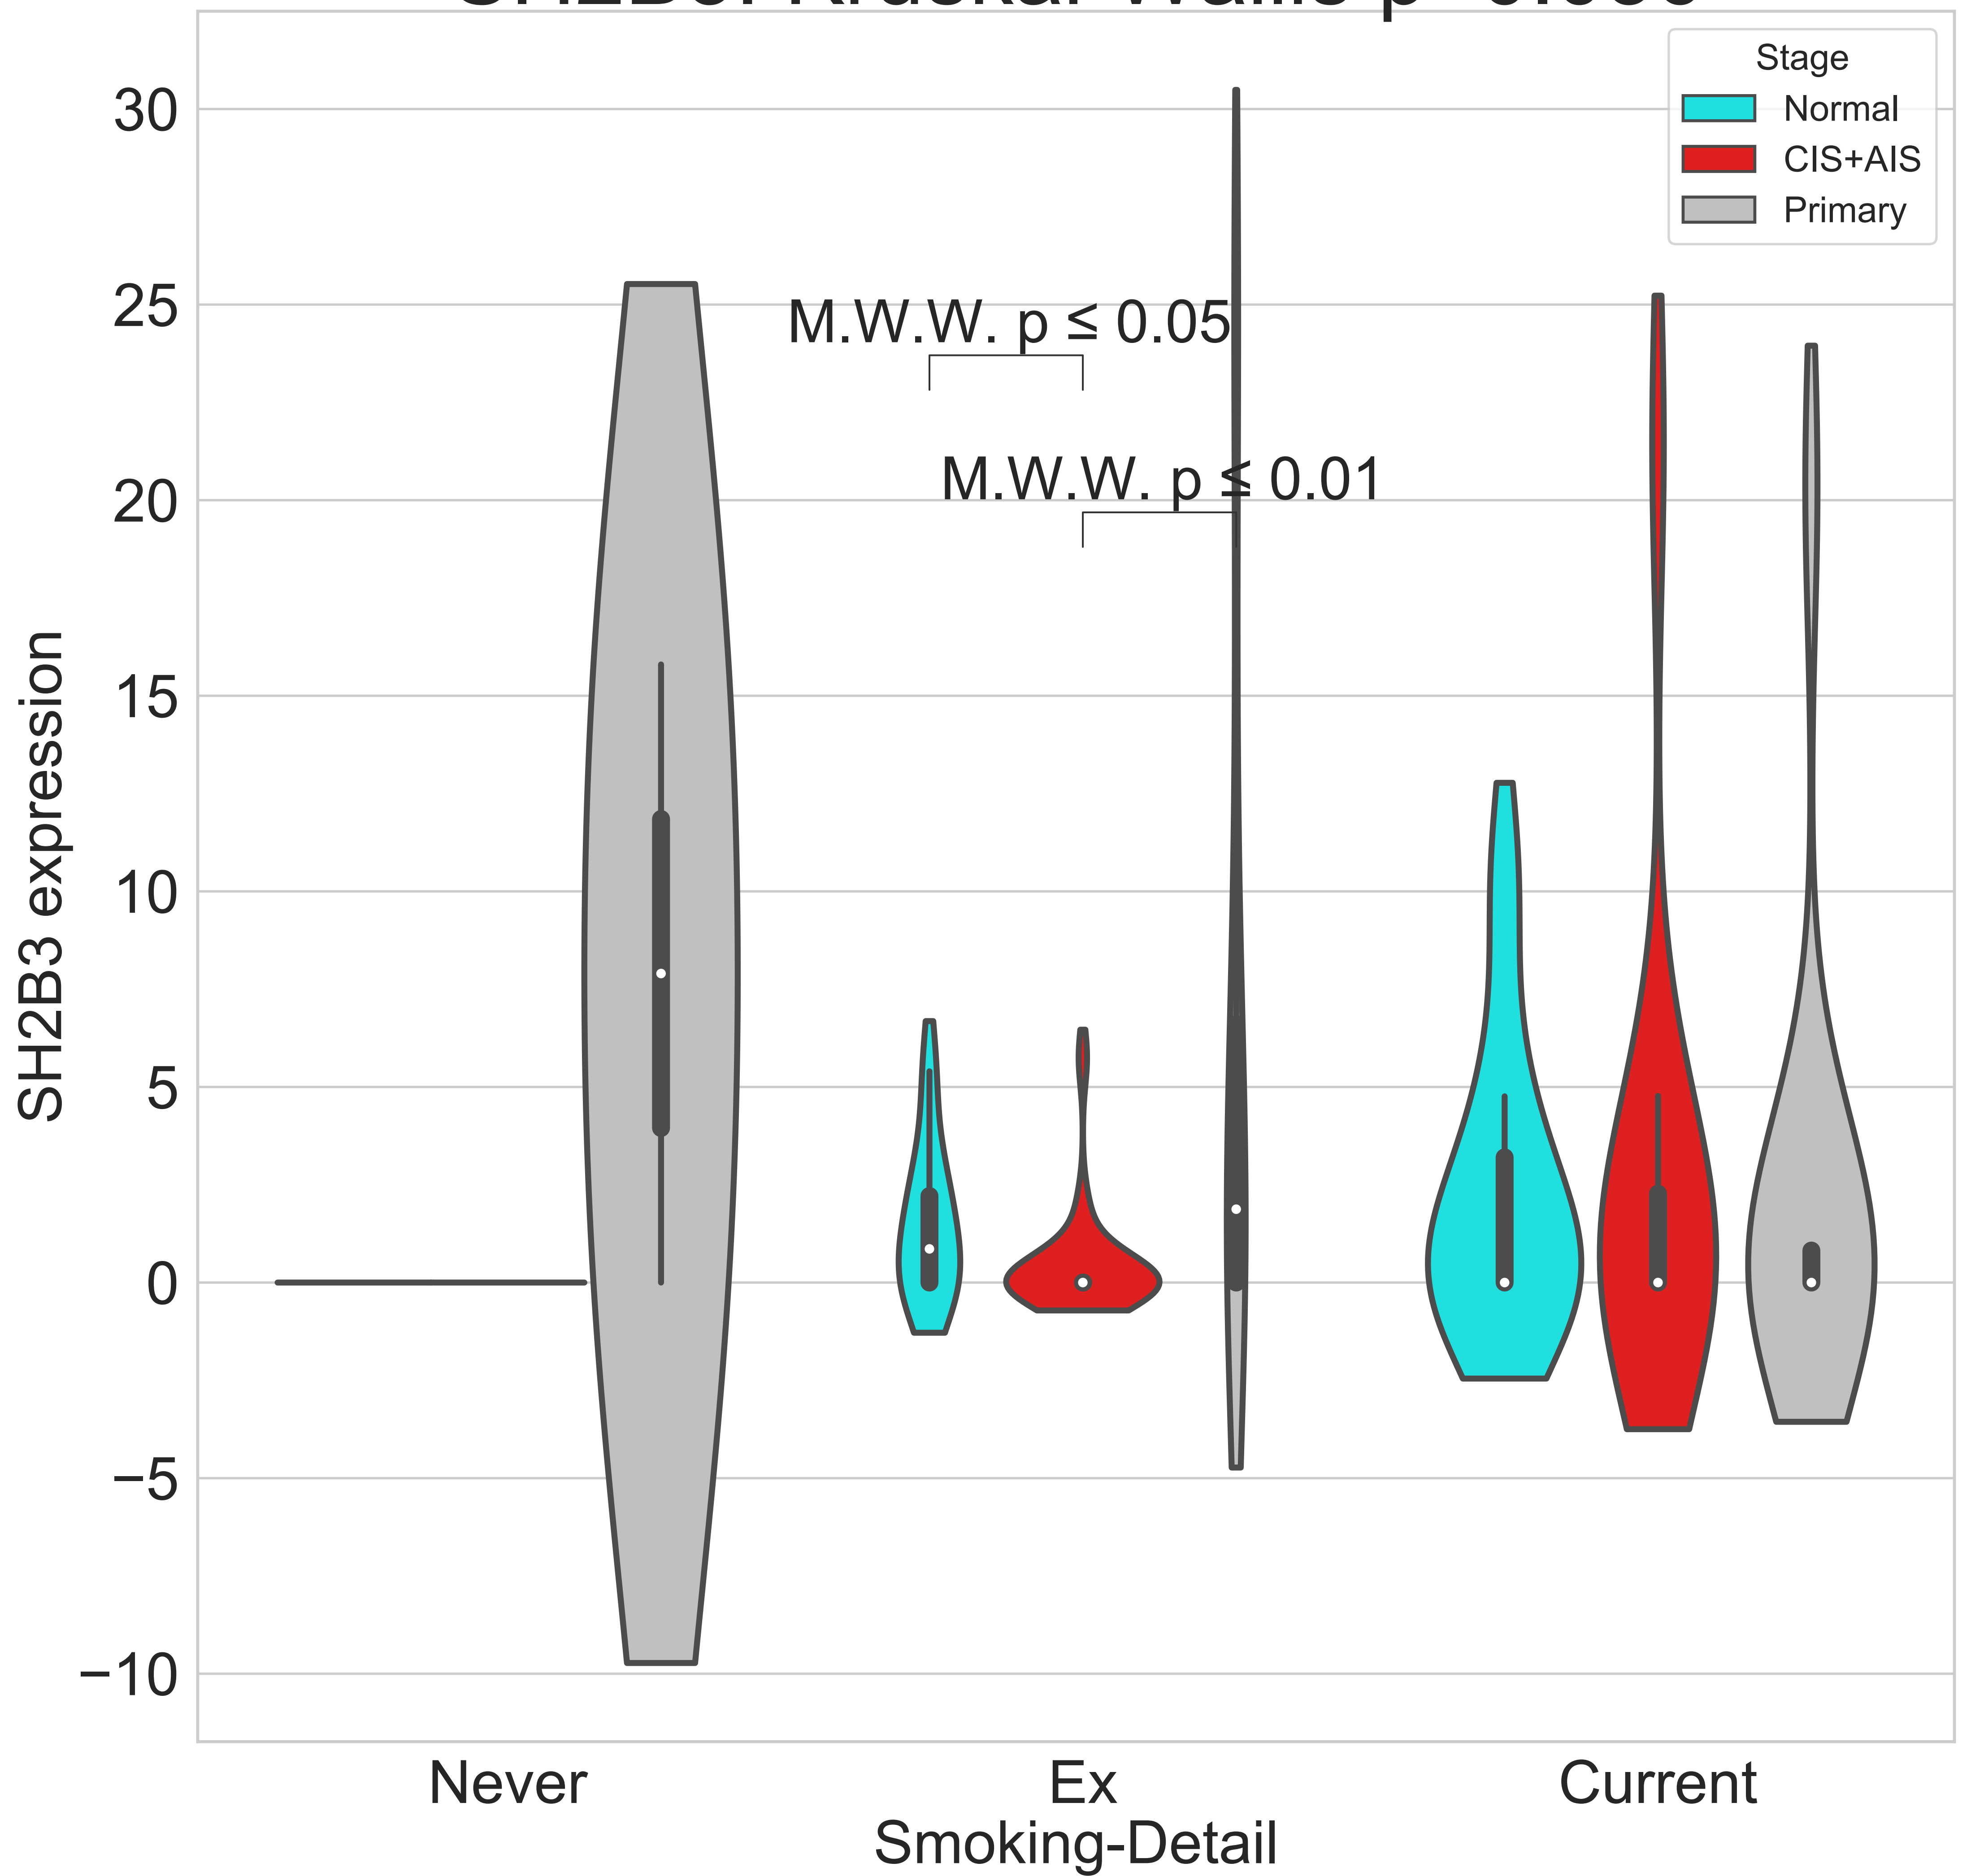 Stage
Normal
CIS+AIS
Primary
30
25
20
15
10
5
0
−5
−10
M.W.W. p ≤ 0.05
M.W.W. p ≤ 0.01
SH2B3 expression
Never
Ex
Current
Smoking-Detail